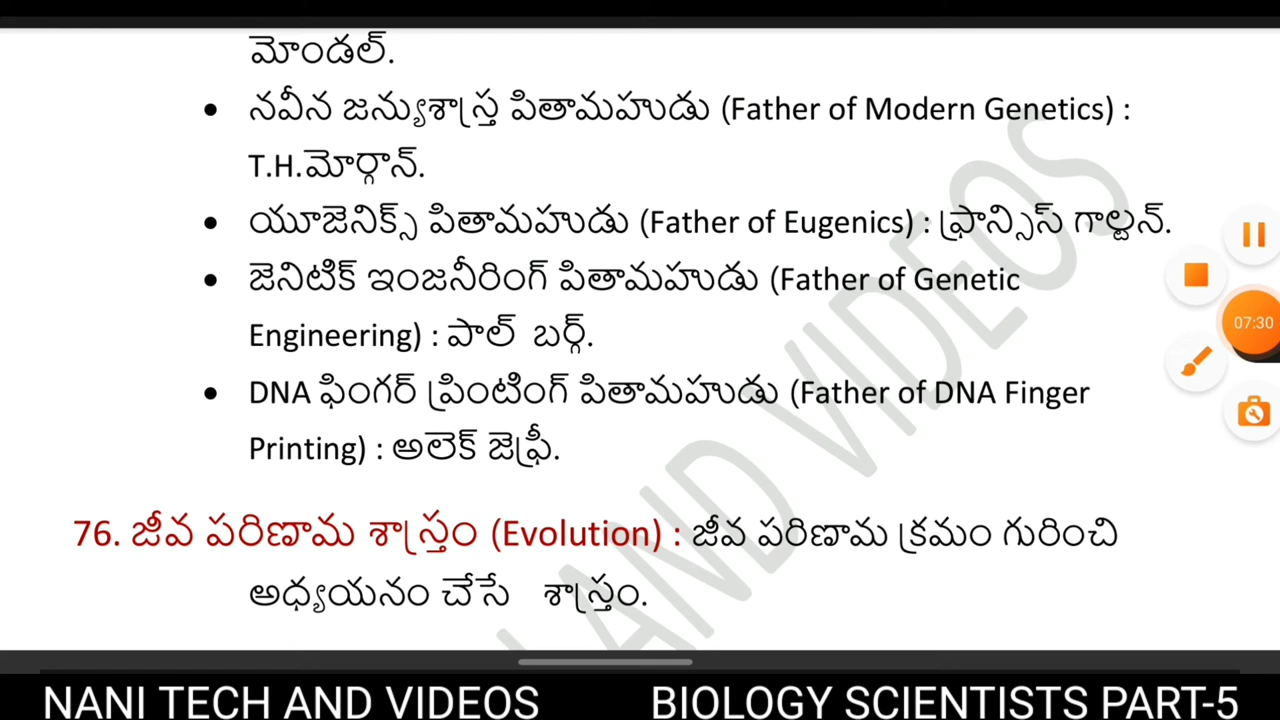 మోండల్.
• నవీన జన్యుశాస్త్ర పితామహుడు (Father of Modern Genetics) :
T.H.మోర్గాన్.
• యూజెనిక్స్ పితామహుడు (Father of Eugenics) : ఫ్రాన్సిస్ గాల్టన్.
• జెనిటిక్ ఇంజనీరింగ్ పితామహుడు (Father of Genetic
Engineering) : పాల్ బర్గ్.
• DNA ఫింగర్ ప్రింటింగ్ పితామహుడు (Father of DNA Finger
Printing) : అలెక్ జెఫ్రీ.
76. జీవ పరిణామ శాస్త్రం (Evolution) : జీవ పరిణామ క్రమం గురించి
అధ్యయనం చేసే శాస్త్రం.
07:30
L AND VIDEOS
NANI TECH AND VIDEOS BIOLOGY SCIENTISTS PART-5